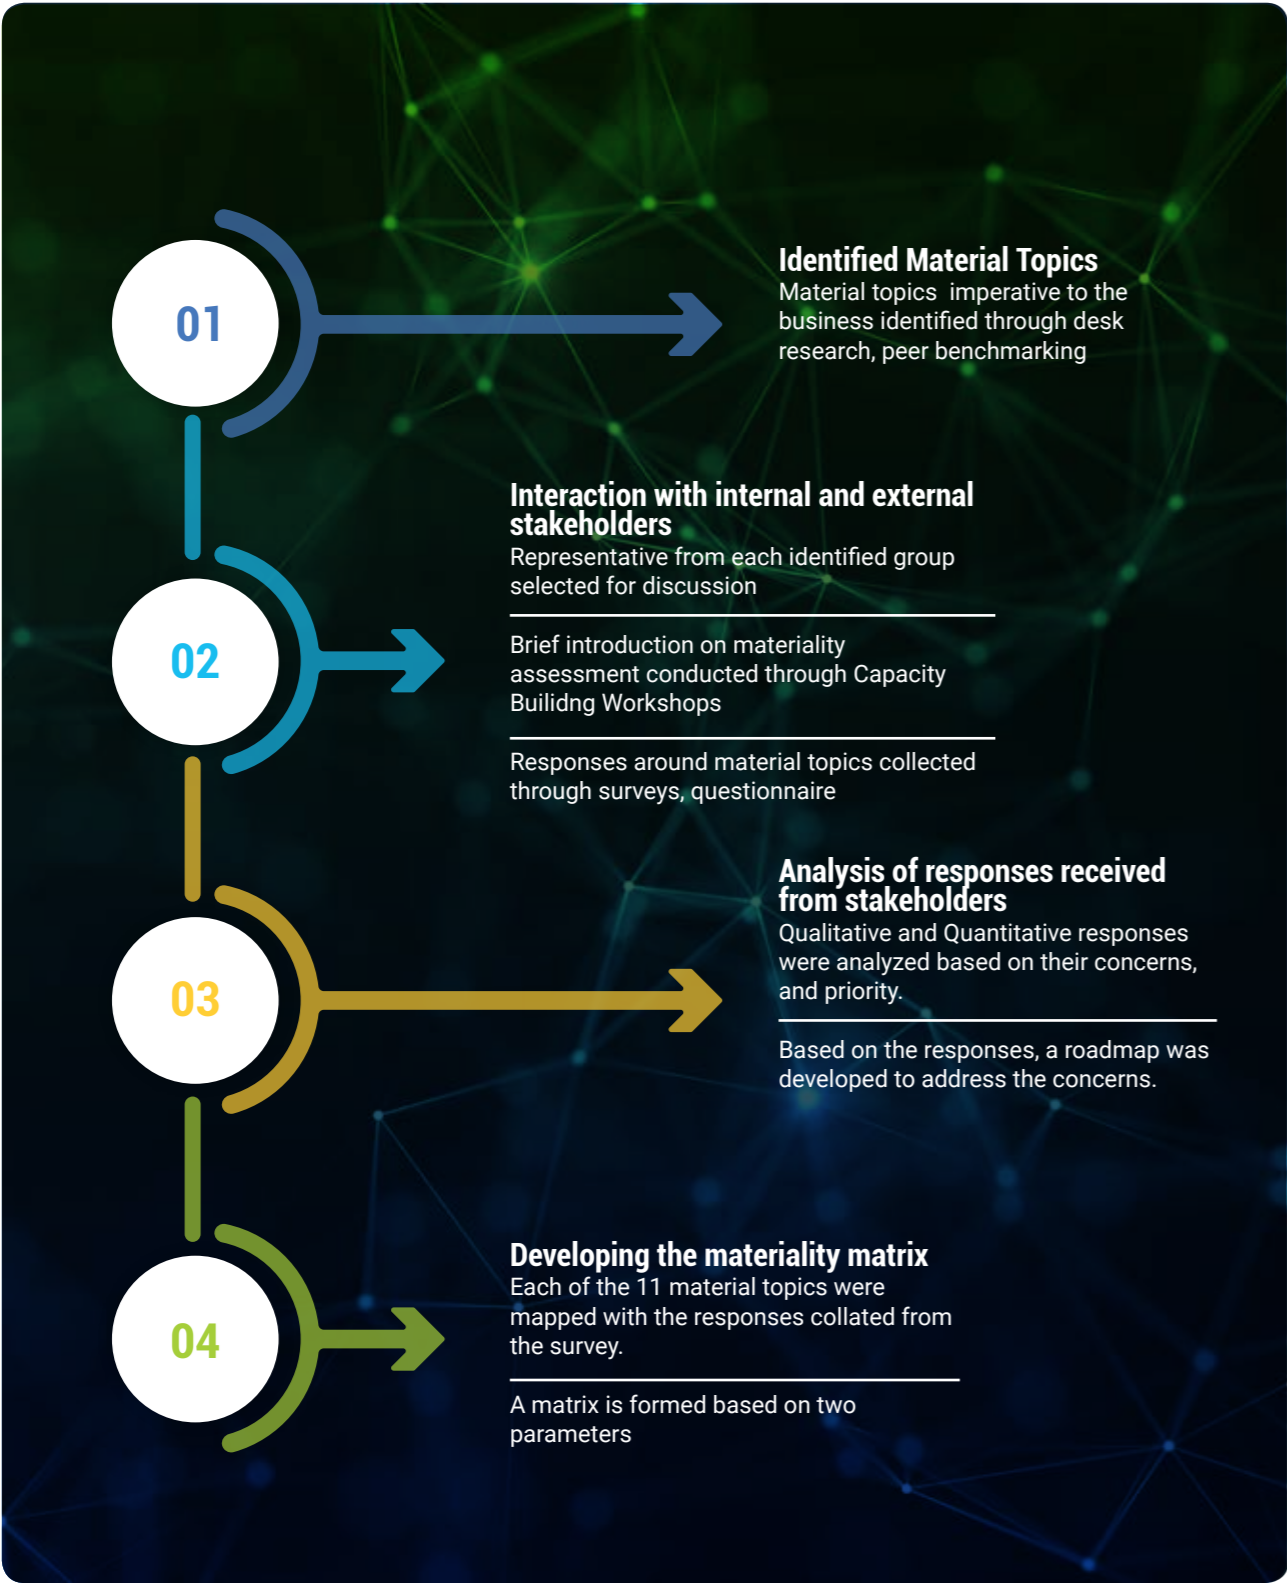 01
Identified Material Topics
Material topics  imperative to the
business identified through desk
research, peer benchmarking
02
Interaction with internal and external
stakeholders
Representative from each identified group
selected for discussion
Brief introduction on materiality
assessment conducted through Capacity
Builidng Workshops
Responses around material topics collected
through surveys, questionnaire
03
Analysis of responses received
from stakeholders
Qualitative and Quantitative responses
were analyzed based on their concerns,
and priority.
Based on the responses, a roadmap was
developed to address the concerns.
04
Developing the materiality matrix
Each of the 11 material topics were
mapped with the responses collated from
the survey.
A matrix is formed based on two
parameters